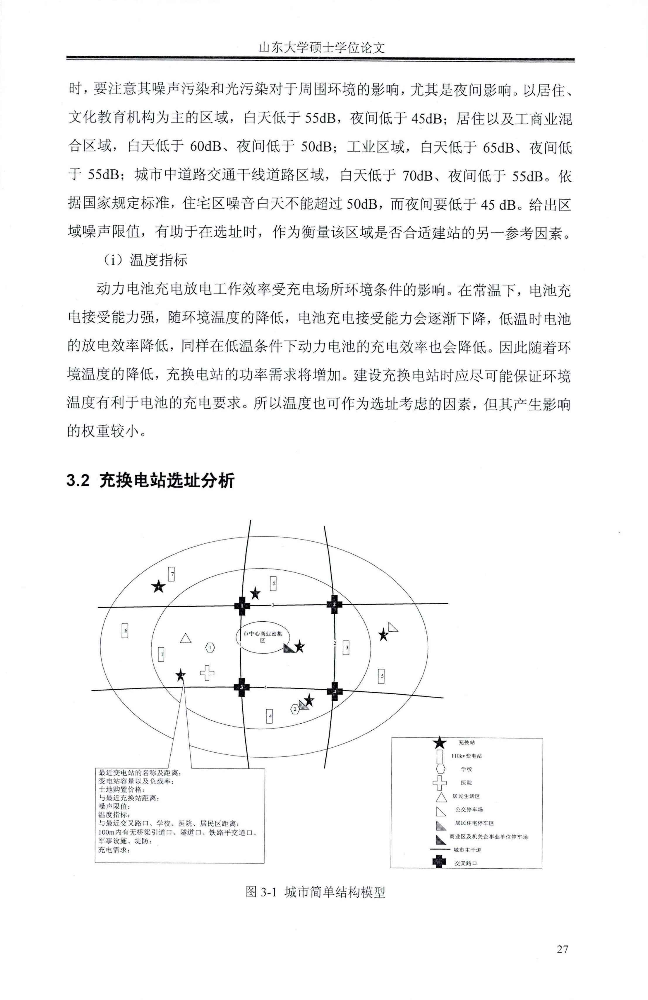 山东大学硕士学位论文
时，要注意其噪声污染和光污染对于周围环境的影响，尤其是夜间影响。以居住、
文化教育机构为主的区域，白天低于 55dB，夜间低于 45dB；居住以及工商业混
合区域，白天低于 60dB、夜间低于 50dB；工业区域，白天低于 65dB、夜间低
于 55dB；城市中道路交通干线道路区域，白天低于 70dB、夜间低于 55dB。依
据国家规定标准，住宅区噪音白天不能超过 50dB，而夜间要低于 45 dB。给出区
域噪声限值，有助于在选址时，作为衡量该区域是否合适建站的另一参考因素。
（i）温度指标
动力电池充电放电工作效率受充电场所环境条件的影响。在常温下，电池充
电接受能力强，随环境温度的降低，电池充电接受能力会逐渐下降，低温时电池
的放电效率降低，同样在低温条件下动力电池的充电效率也会降低。因此随着环
境温度的降低，充换电站的功率需求将增加。建设充换电站时应尽可能保证环境
温度有利于电池的充电要求。所以温度也可作为选址考虑的因素，但其产生影响
的权重较小。
3.2 充换电站选址分析
7
2
1
3
2
6
市中心商业密集
区
1
2
3
1
1
5
3
4
4
2
4
最近变电站的名称及距离：
变电站容量以及负载率：
土地购置价格：
与最近充换站距离：
噪声限值：
温度指标：
与最近交叉路口、学校、医院、居民区距离：
100m内有无桥梁引道口、隧道口、铁路平交道口、
军事设施、堤防：
充电需求：
充换站
110kv变电站
学校
医院
居民生活区
公交停车场
居民住宅停车区
商业区及机关企事业单位停车场
城市主干道
交叉路口
图 3-1 城市简单结构模型
27